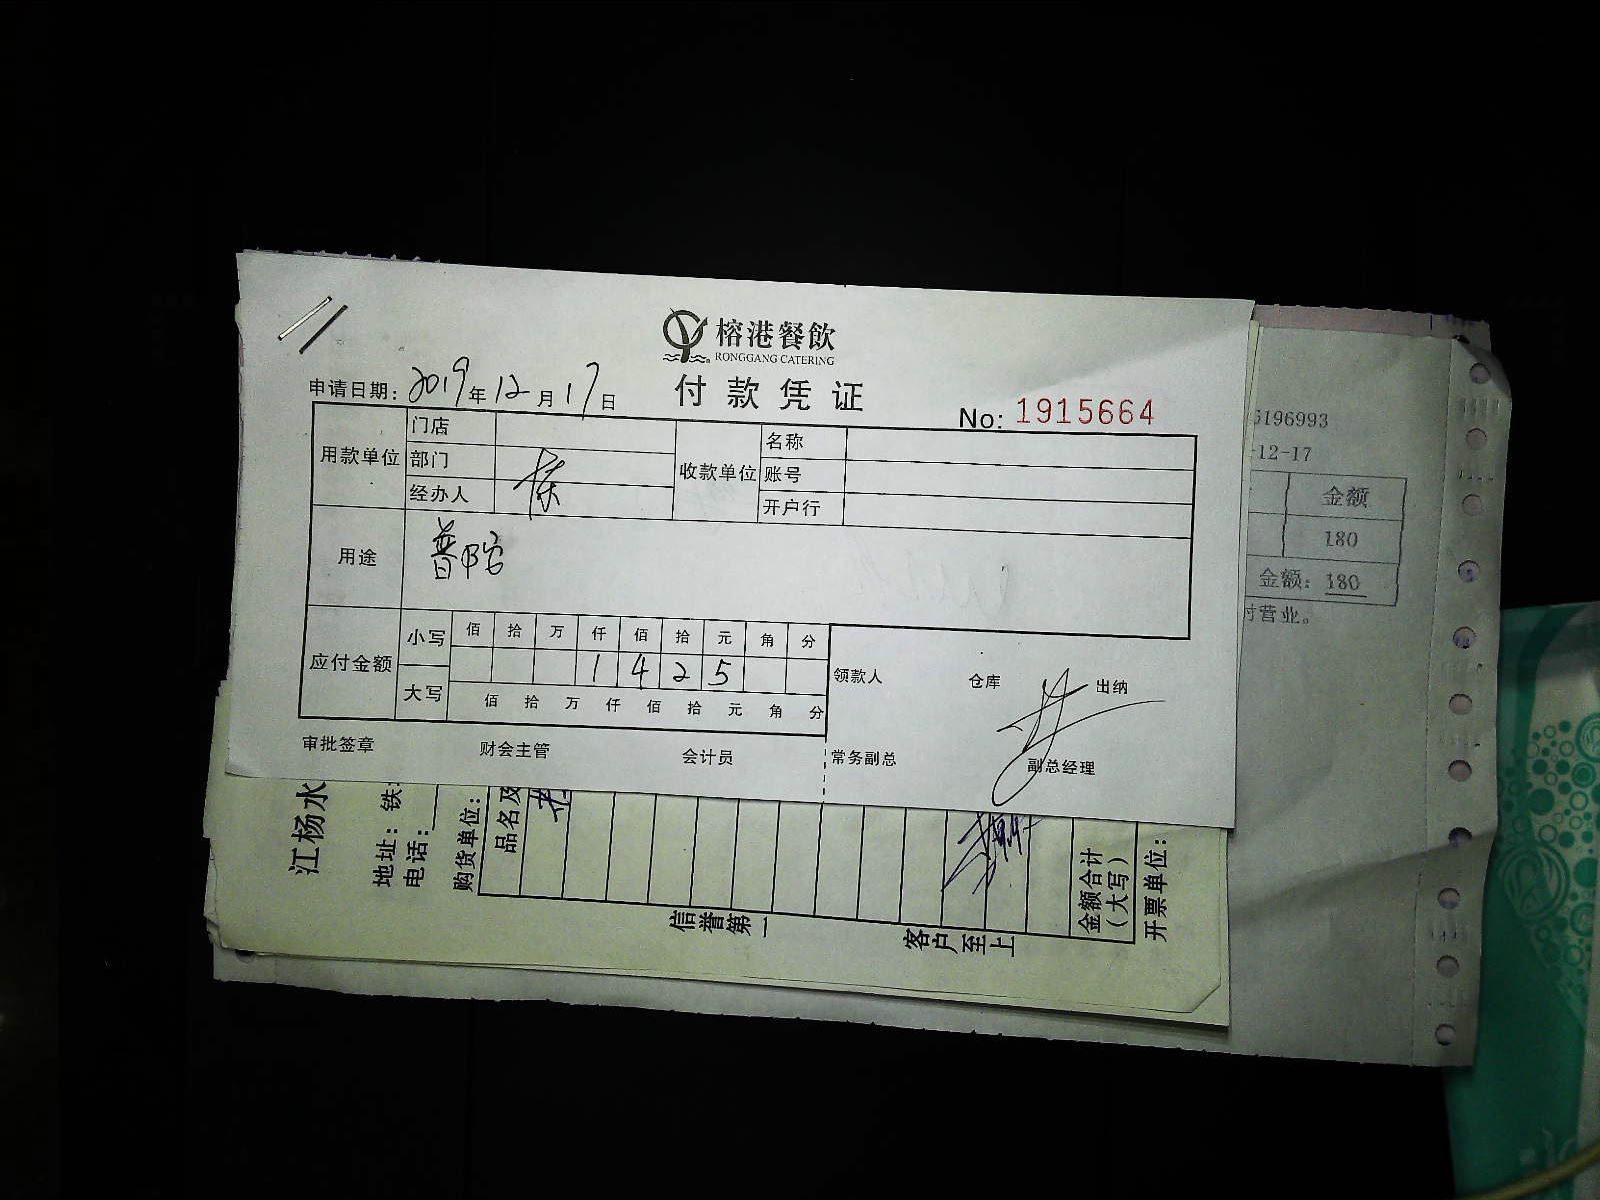 榕港餐飲
RONGGANG CATERING
付款凭证
申请日期：2019年12月17日
No: 1915664
用款单位
门店
部门
经办人
收款单位
名称
账号
开户行
用途
应付金额
小写
佰 拾 万 仟 佰 拾 元 角 分
1 4 2 5
大写
佰 拾 万 仟 佰 拾 元 角 分
领款人 仓库 出纳
审批签章 财会主管 会计员 常务副总 副总经理
5196993
-12-17
金额
180
金额：180
时营业。
江杨水
地址：铁
电话：
购货单位：
品名及
金额合计
（大写）
开票单位：
信誉第一
客户至上